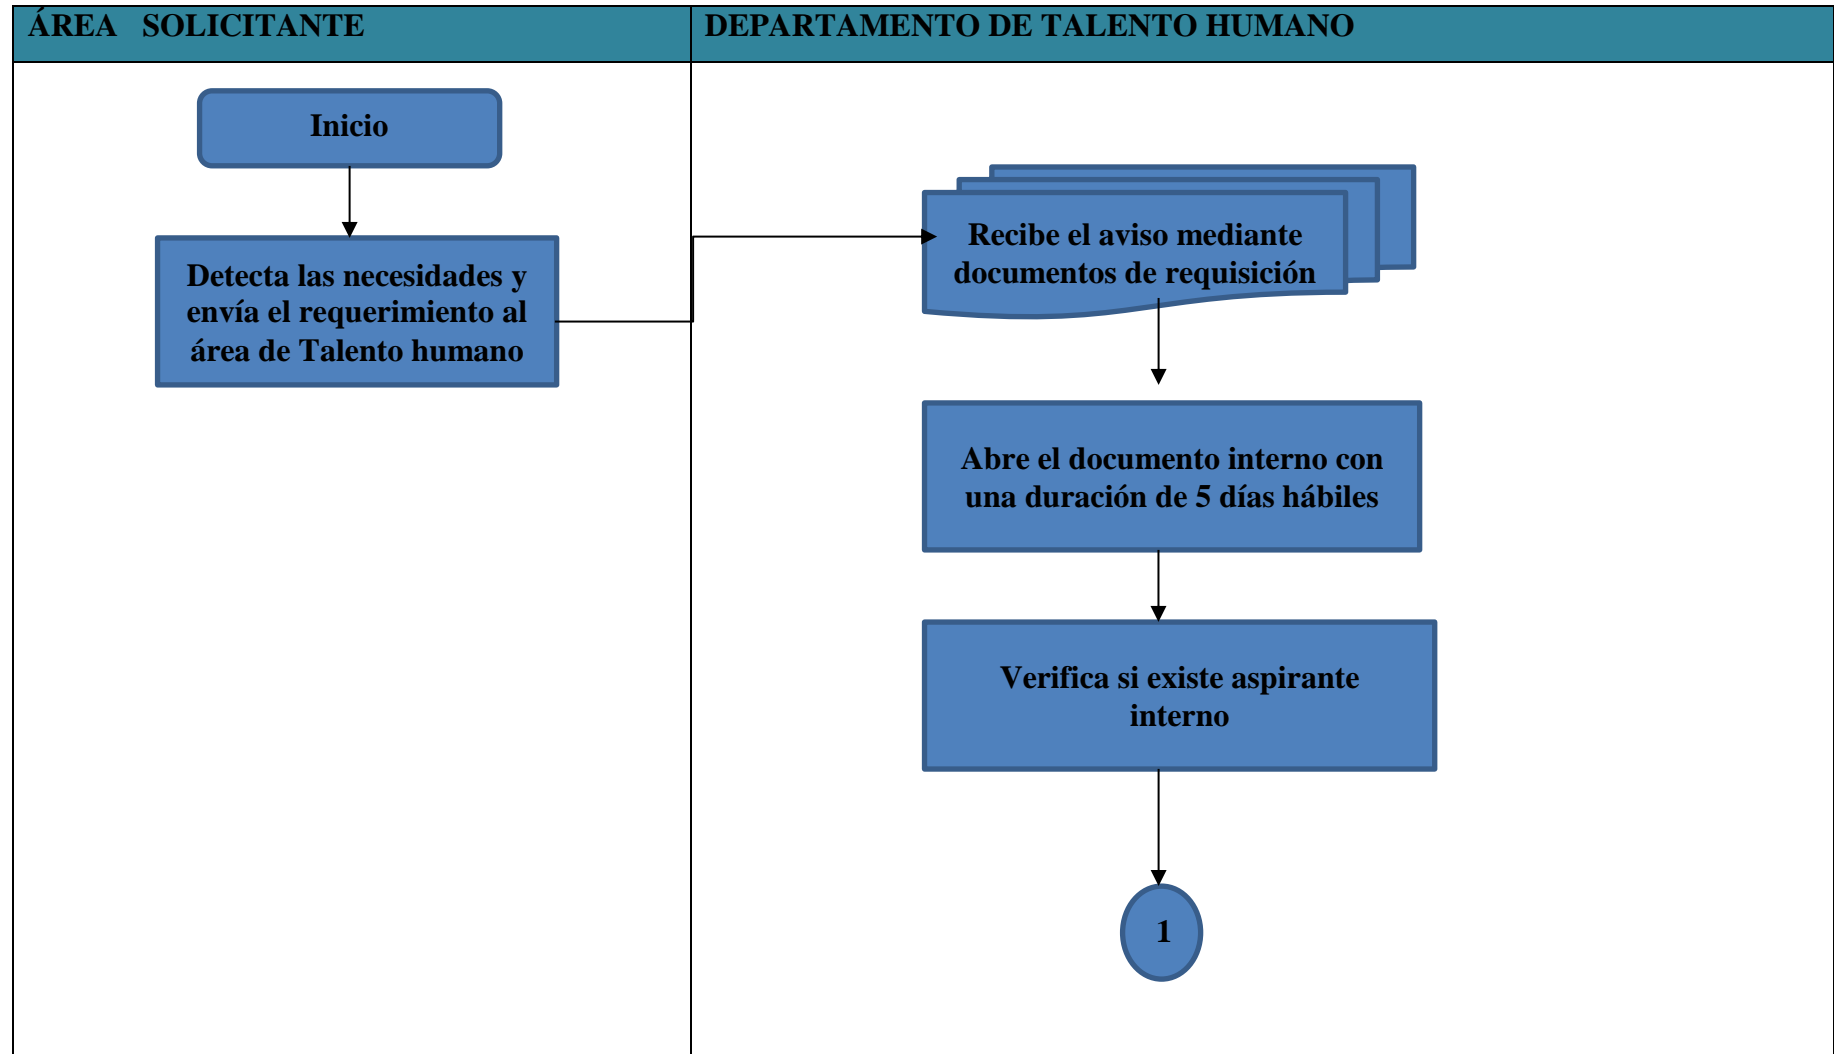 ÁREA   SOLICITANTE
DEPARTAMENTO DE TALENTO HUMANO
Inicio
Detecta las necesidades y
envía el requerimiento al
área de Talento humano
Recibe el aviso mediante
documentos de requisición
Abre el documento interno con
una duración de 5 días hábiles
Verifica si existe aspirante
interno
1